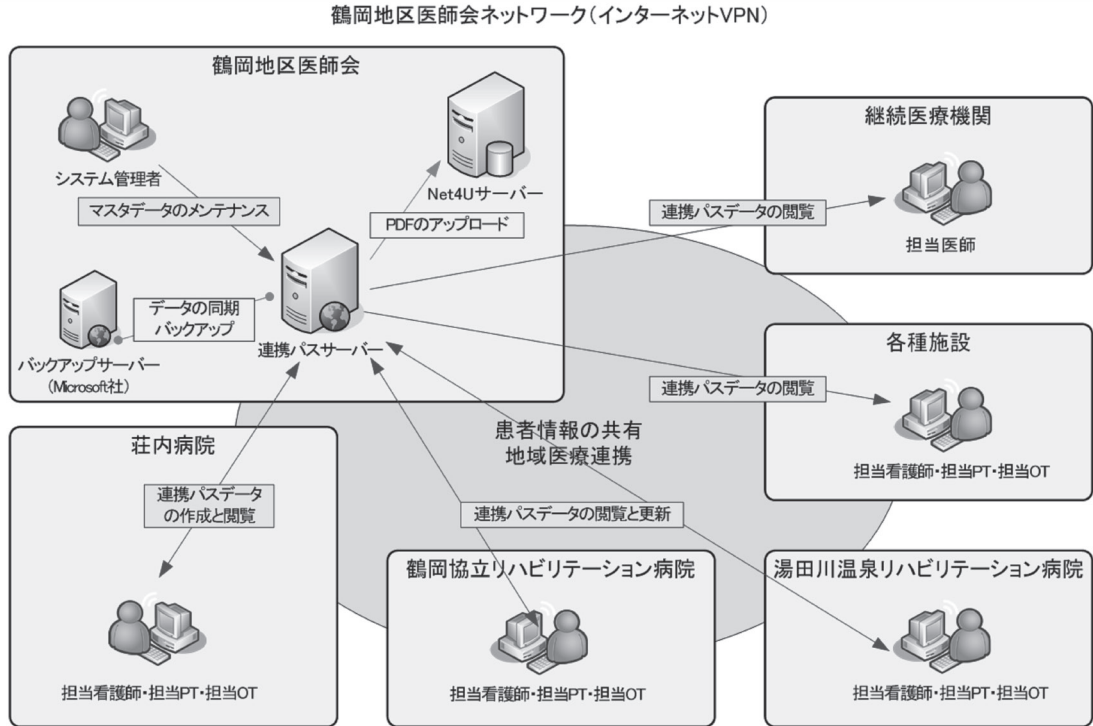 鶴岡地区医師会ネットワーク(インターネットVPN)
鶴岡地区医師会
システム管理者
マスタデータのメンテナンス
Net4Uサーバー
PDFのアップロード
データの同期
バックアップ
バックアップサーバー
(Microsoft社)
連携パスサーバー
継続医療機関
連携パスデータの閲覧
担当医師
各種施設
連携パスデータの閲覧
担当看護師・担当PT・担当OT
患者情報の共有
地域医療連携
荘内病院
連携パスデータ
の作成と閲覧
担当看護師・担当PT・担当OT
連携パスデータの閲覧と更新
鶴岡協立リハビリテーション病院
担当看護師・担当PT・担当OT
湯田川温泉リハビリテーション病院
担当看護師・担当PT・担当OT